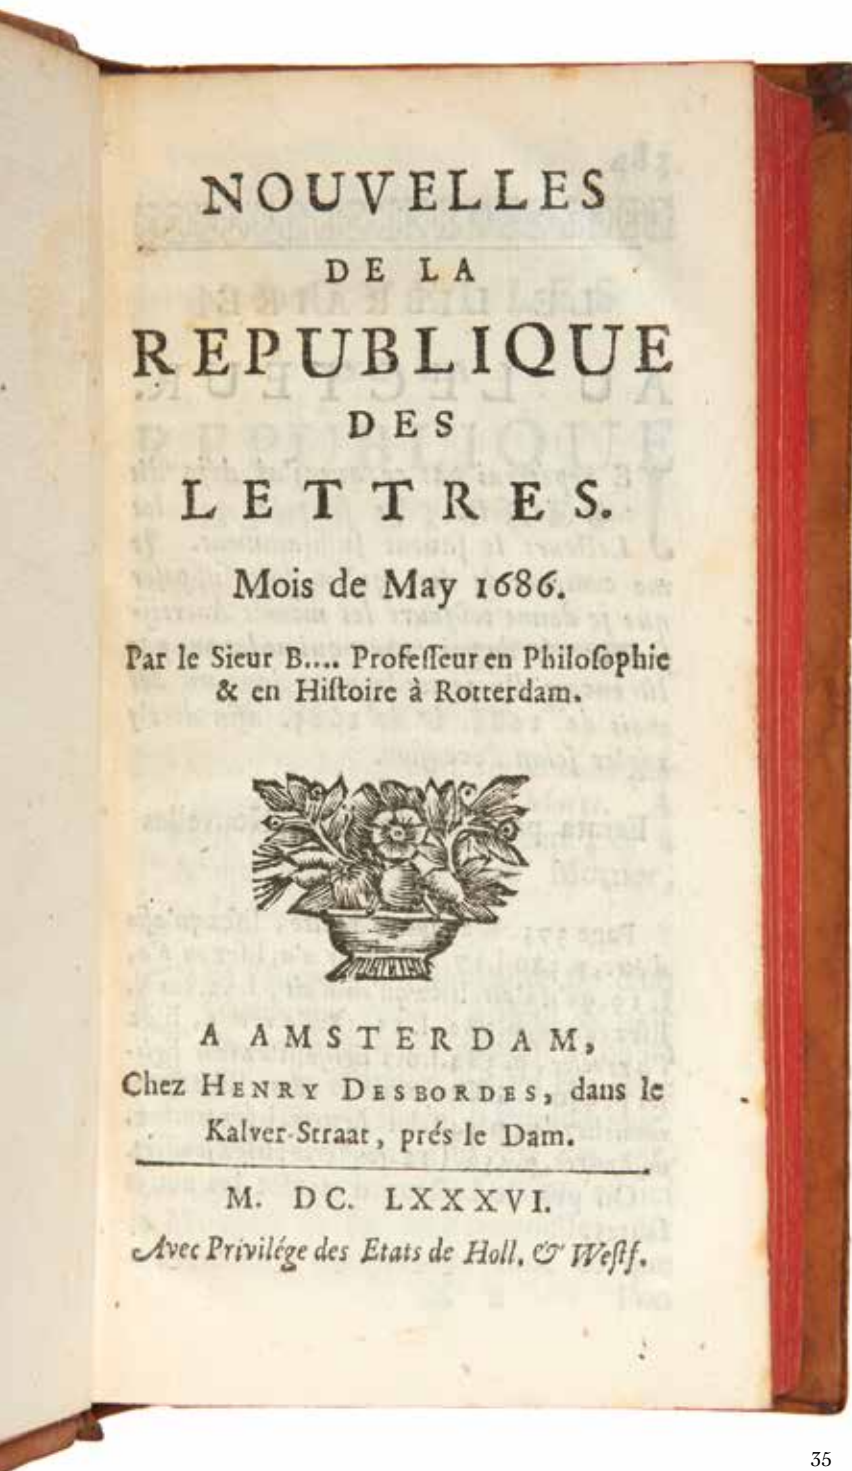 NOUVELLES
DE LA
REPUBLIQUE
DES
LETTRES.
Mois de May 1686.
Par le Sieur B.... Profeſſeur en Philoſophie
& en Hiſtoire à Rotterdam.
A AMSTERDAM,
Chez HENRY DESBORDES, dans le
Kalver-Straat, prés le Dam.
M. DC. LXXXVI.
Avec Privilége des Etats de Holl. & Weſtf.
35